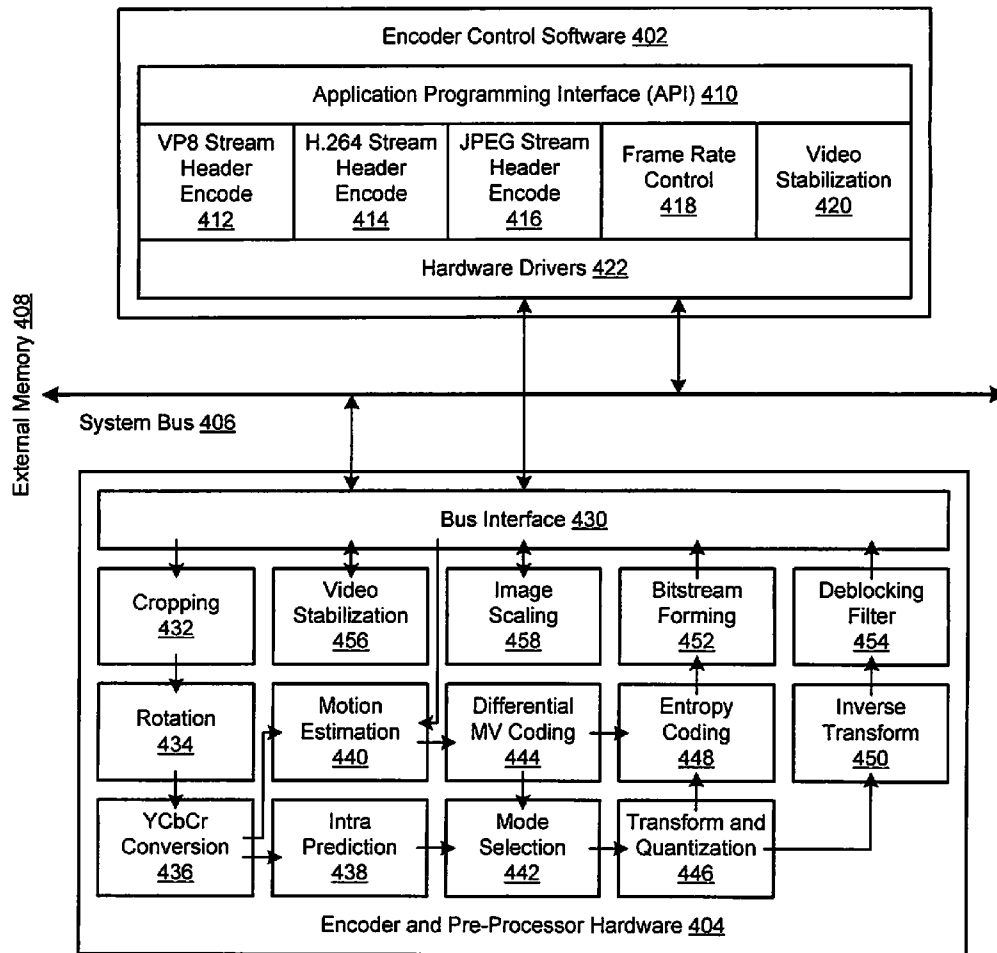 Encoder Control Software 402
Application Programming Interface (API) 410
VP8 Stream
Header
Encode
412
H.264 Stream
Header
Encode
414
JPEG Stream
Header
Encode
416
Frame Rate
Control
418
Video
Stabilization
420
Hardware Drivers 422
External Memory 408
System Bus 406
Bus Interface 430
Cropping
432
Video
Stabilization
456
Image
Scaling
458
Bitstream
Forming
452
Deblocking
Filter
454
Rotation
434
Motion
Estimation
440
Differential
MV Coding
444
Entropy
Coding
448
Inverse
Transform
450
YCbCr
Conversion
436
Intra
Prediction
438
Mode
Selection
442
Transform and
Quantization
446
Encoder and Pre-Processor Hardware 404